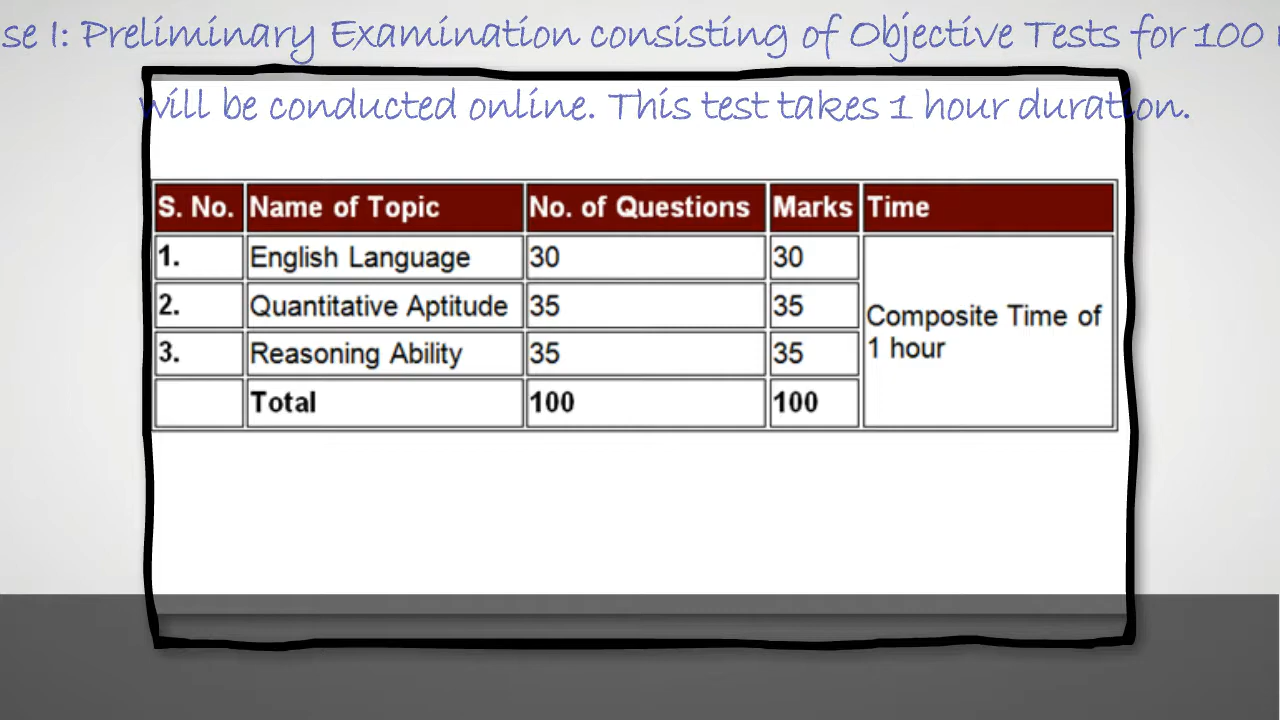 se I: Preliminary Examination consisting of Objective Tests for 100
will be conducted online. This test takes 1 hour duration.
S. No. Name of Topic No. of Questions Marks Time
1. English Language 30 30
2. Quantitative Aptitude 35 35
Composite Time of
1 hour
3. Reasoning Ability 35 35
Total 100 100